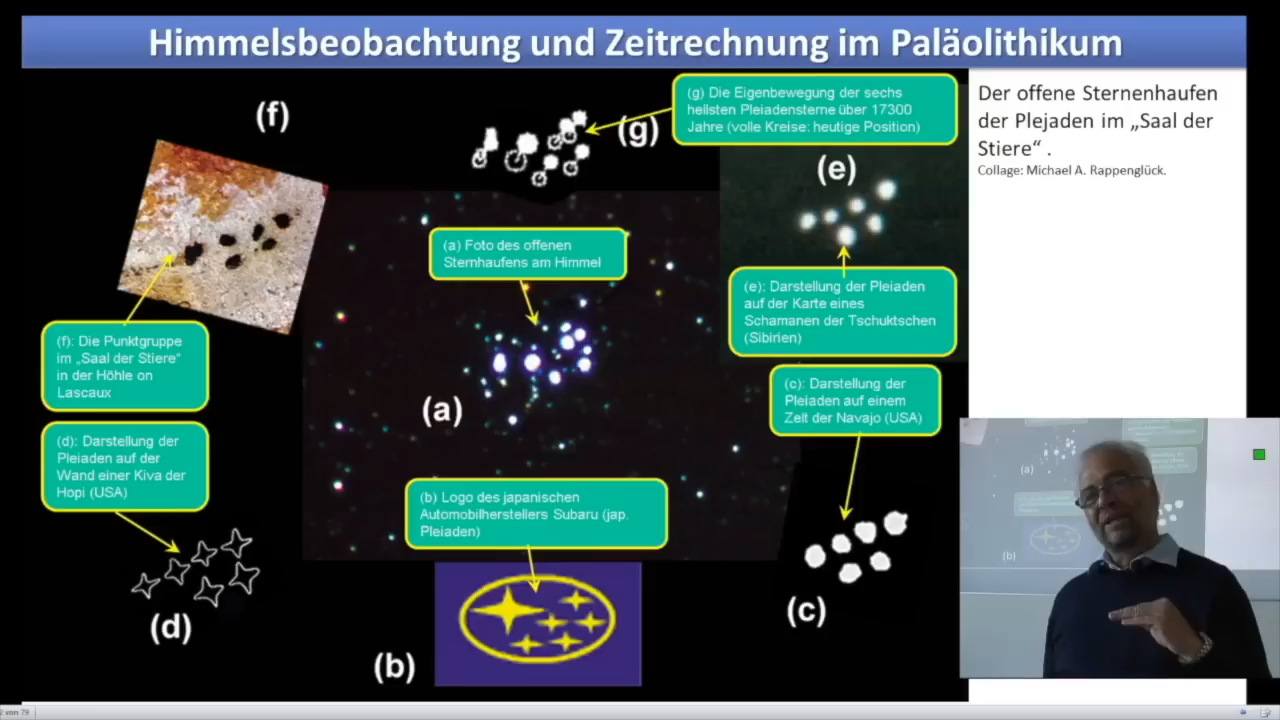 Himmelsbeobachtung und Zeitrechnung im Paläolithikum
Der offene Sternenhaufen
der Plejaden im „Saal der
Stiere“ .
Collage: Michael A. Rappenglück.
(f)
(g)
(g) Die Eigenbewegung der sechs
hellsten Pleiadensterne über 17300
Jahre (volle Kreise: heutige Position)
(e)
(a) Foto des offenen
Sternhaufens am Himmel
(e): Darstellung der Pleiaden
auf der Karte eines
Schamanen der Tschuktschen
(Sibirien)
(f): Die Punktgruppe
im „Saal der Stiere“
in der Höhle on
Lascaux
(a)
(c): Darstellung der
Pleiaden auf einem
Zelt der Navajo (USA)
(d): Darstellung der
Pleiaden auf der
Wand einer Kiva der
Hopi (USA)
(b) Logo des japanischen
Automobilherstellers Subaru (jap.
Pleiaden)
(d)
(c)
(b)
(a)
(b)
von 79